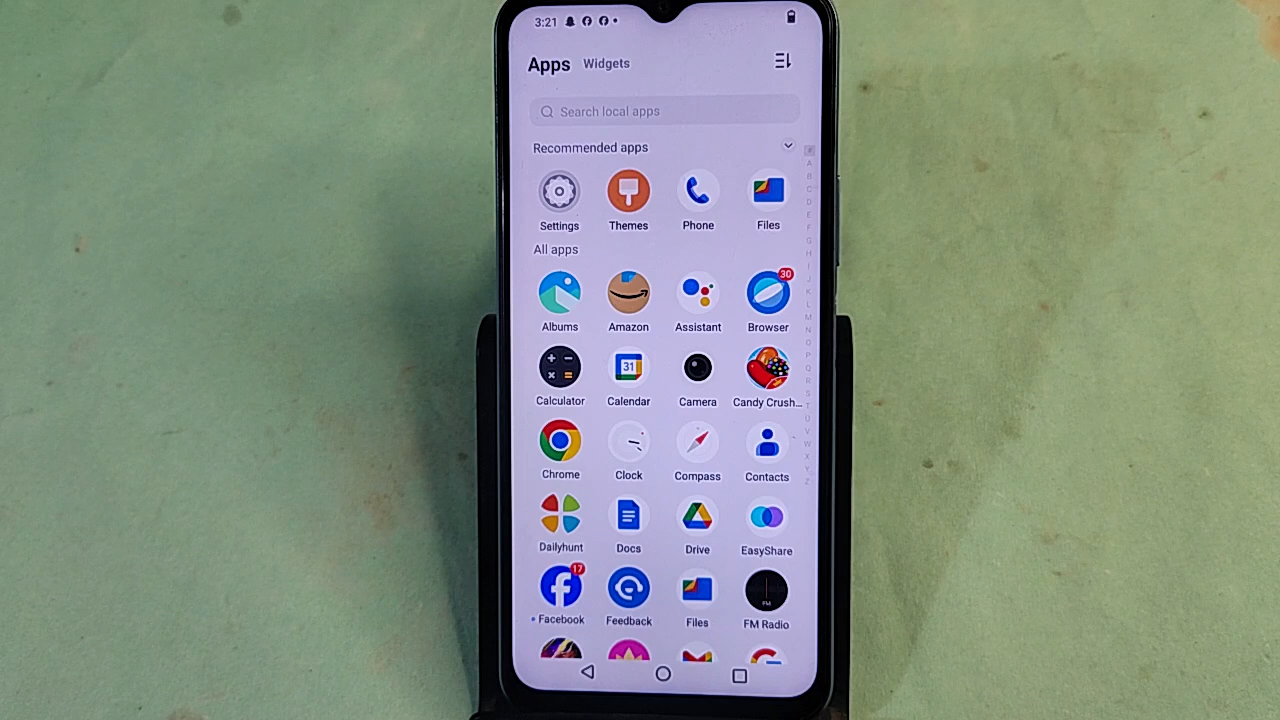 3:21
Apps Widgets
Search local apps
Recommended apps
Settings Themes Phone Files
All apps
30
Albums Amazon Assistant Browser
31
Calculator Calendar Camera Candy Crush...
Chrome Clock Compass Contacts
Dailyhunt Docs Drive EasyShare
17
FM
Facebook Feedback Files FM Radio
#
A
B
C
D
E
F
G
H
I
J
K
L
M
N
O
P
Q
R
S
T
U
V
W
X
Y
Z